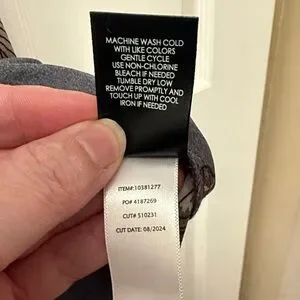 MACHINE WASH COLD
WITH LIKE COLORS
GENTLE CYCLE
USE NON-CHLORINE
BLEACH IF NEEDED
TUMBLE DRY LOW
REMOVE PROMPTLY AND
TOUCH UP WITH COOL
IRON IF NEEDED
ITEM#:10381277
PO# 4187269
CUT# 510231
CUT DATE: 08/2024